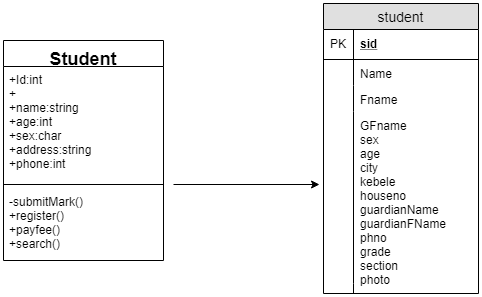 Student
+Id:int
+
+name:string
+age:int
+sex:char
+address:string
+phone:int
-submitMark()
+register()
+payfee()
+search()
student
PK sid
Name
Fname
GFname
sex
age
city
kebele
houseno
guardianName
guardianFName
phno
grade
section
photo